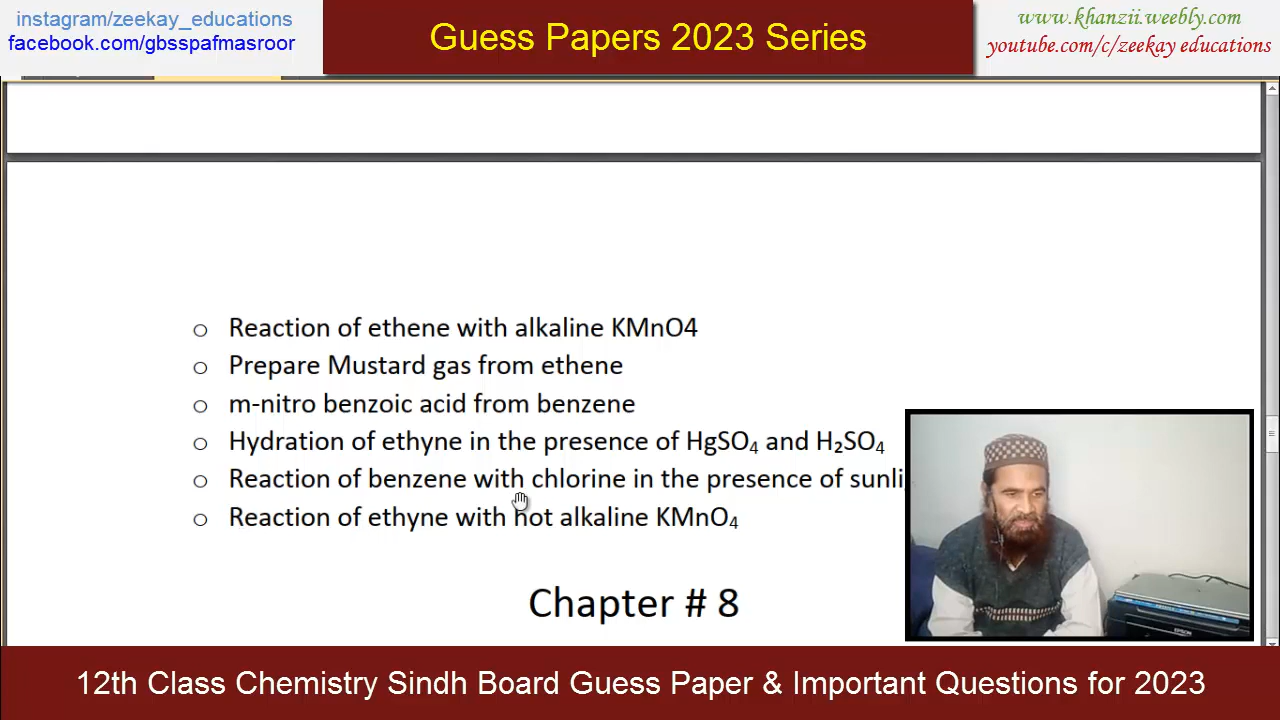 instagram/zeekay_educations
facebook.com/gbsspafmasroor
Guess Papers 2023 Series
www.khanzii.weebly.com
youtube.com/c/zeekay educations
o Reaction of ethene with alkaline KMnO4
o Prepare Mustard gas from ethene
o m-nitro benzoic acid from benzene
o Hydration of ethyne in the presence of HgSO₄ and H₂SO₄
o Reaction of benzene with chlorine in the presence of sunli
o Reaction of ethyne with hot alkaline KMnO₄
Chapter # 8
EPSON
12th Class Chemistry Sindh Board Guess Paper & Important Questions for 2023